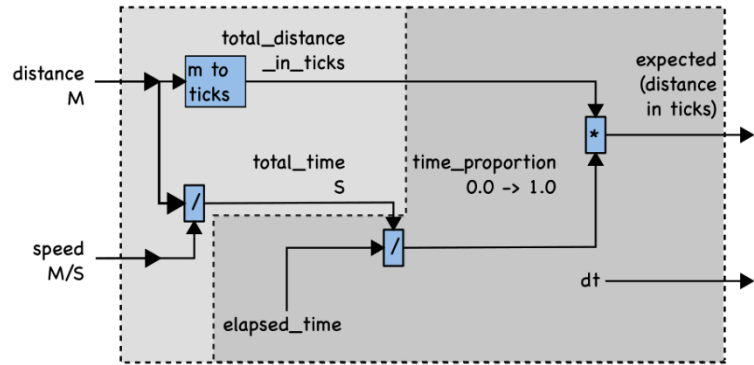 distance
M
m to
ticks
total_distance
_in_ticks
expected
(distance
in ticks)
*
total_time
S
time_proportion
0.0 -> 1.0
/
speed
M/S
/
elapsed_time
dt